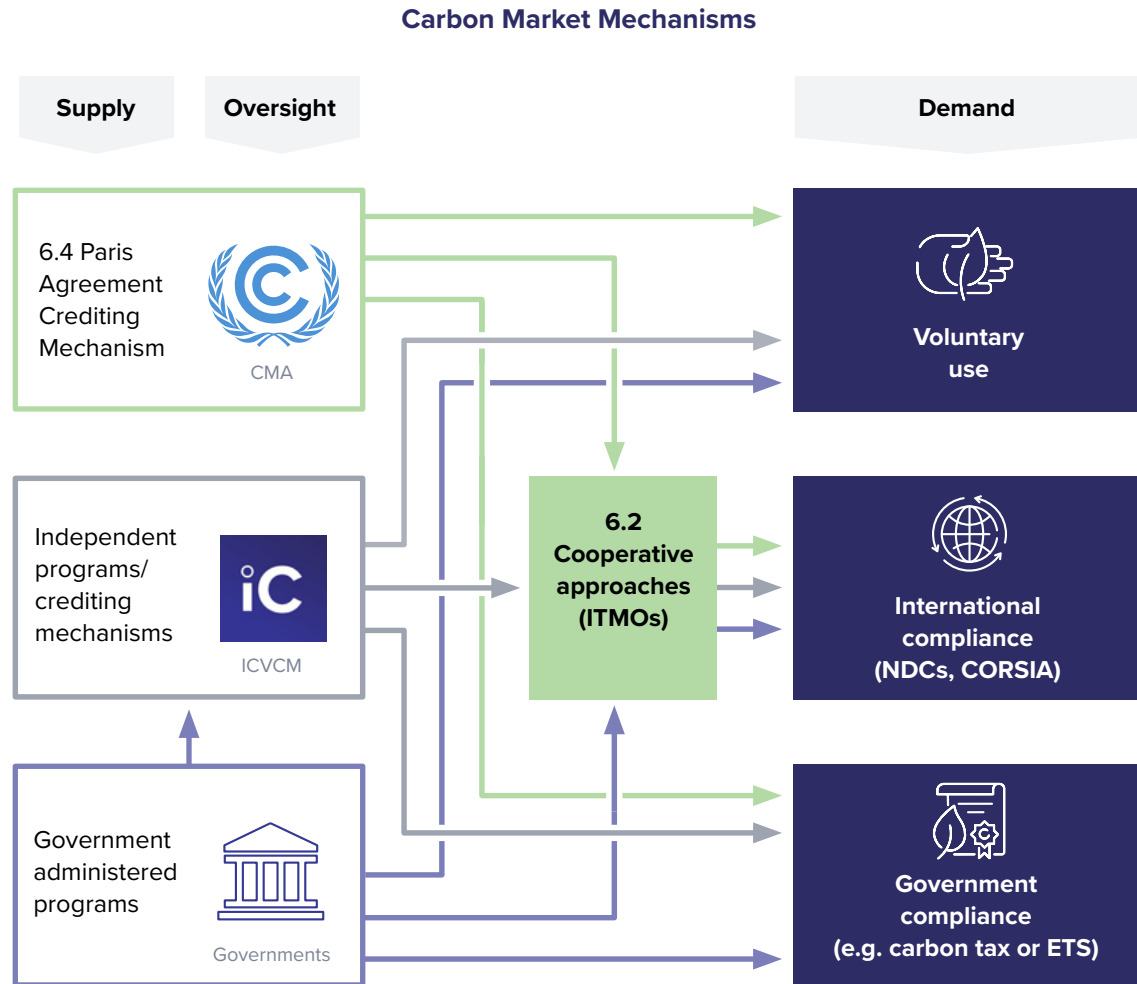 Carbon Market Mechanisms
Supply
Oversight
Demand
6.4 Paris
Agreement
Crediting
Mechanism
CMA
Voluntary
use
Independent
programs/
crediting
mechanisms
iC
ICVCM
6.2
Cooperative
approaches
(ITMOs)
International
compliance
(NDCs, CORSIA)
Government
administered
programs
Governments
C
Government
compliance
(e.g. carbon tax or ETS)